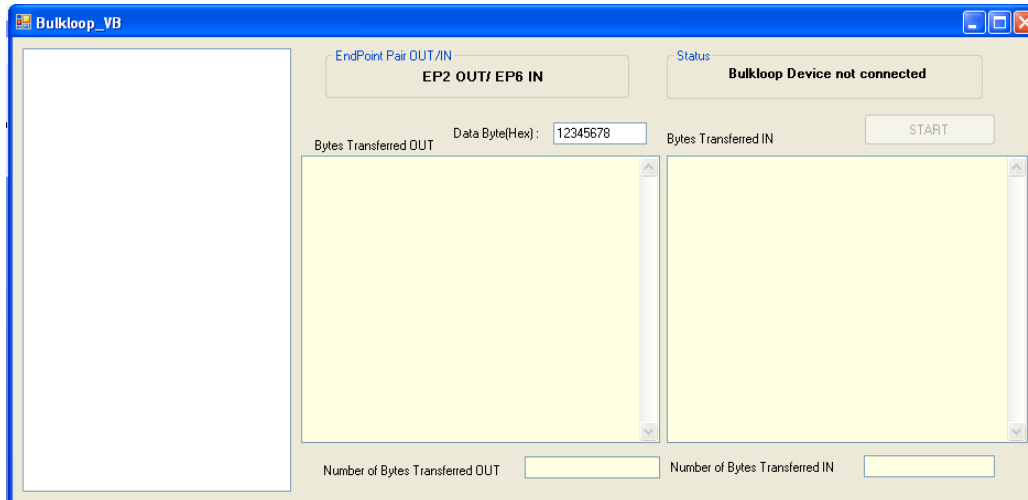 Bulkloop_VB
EndPoint Pair OUT/IN
EP2 OUT/ EP6 IN
Status
Bulkloop Device not connected
Data Byte(Hex) :
12345678
START
Bytes Transferred OUT
Bytes Transferred IN
Number of Bytes Transferred OUT
Number of Bytes Transferred IN